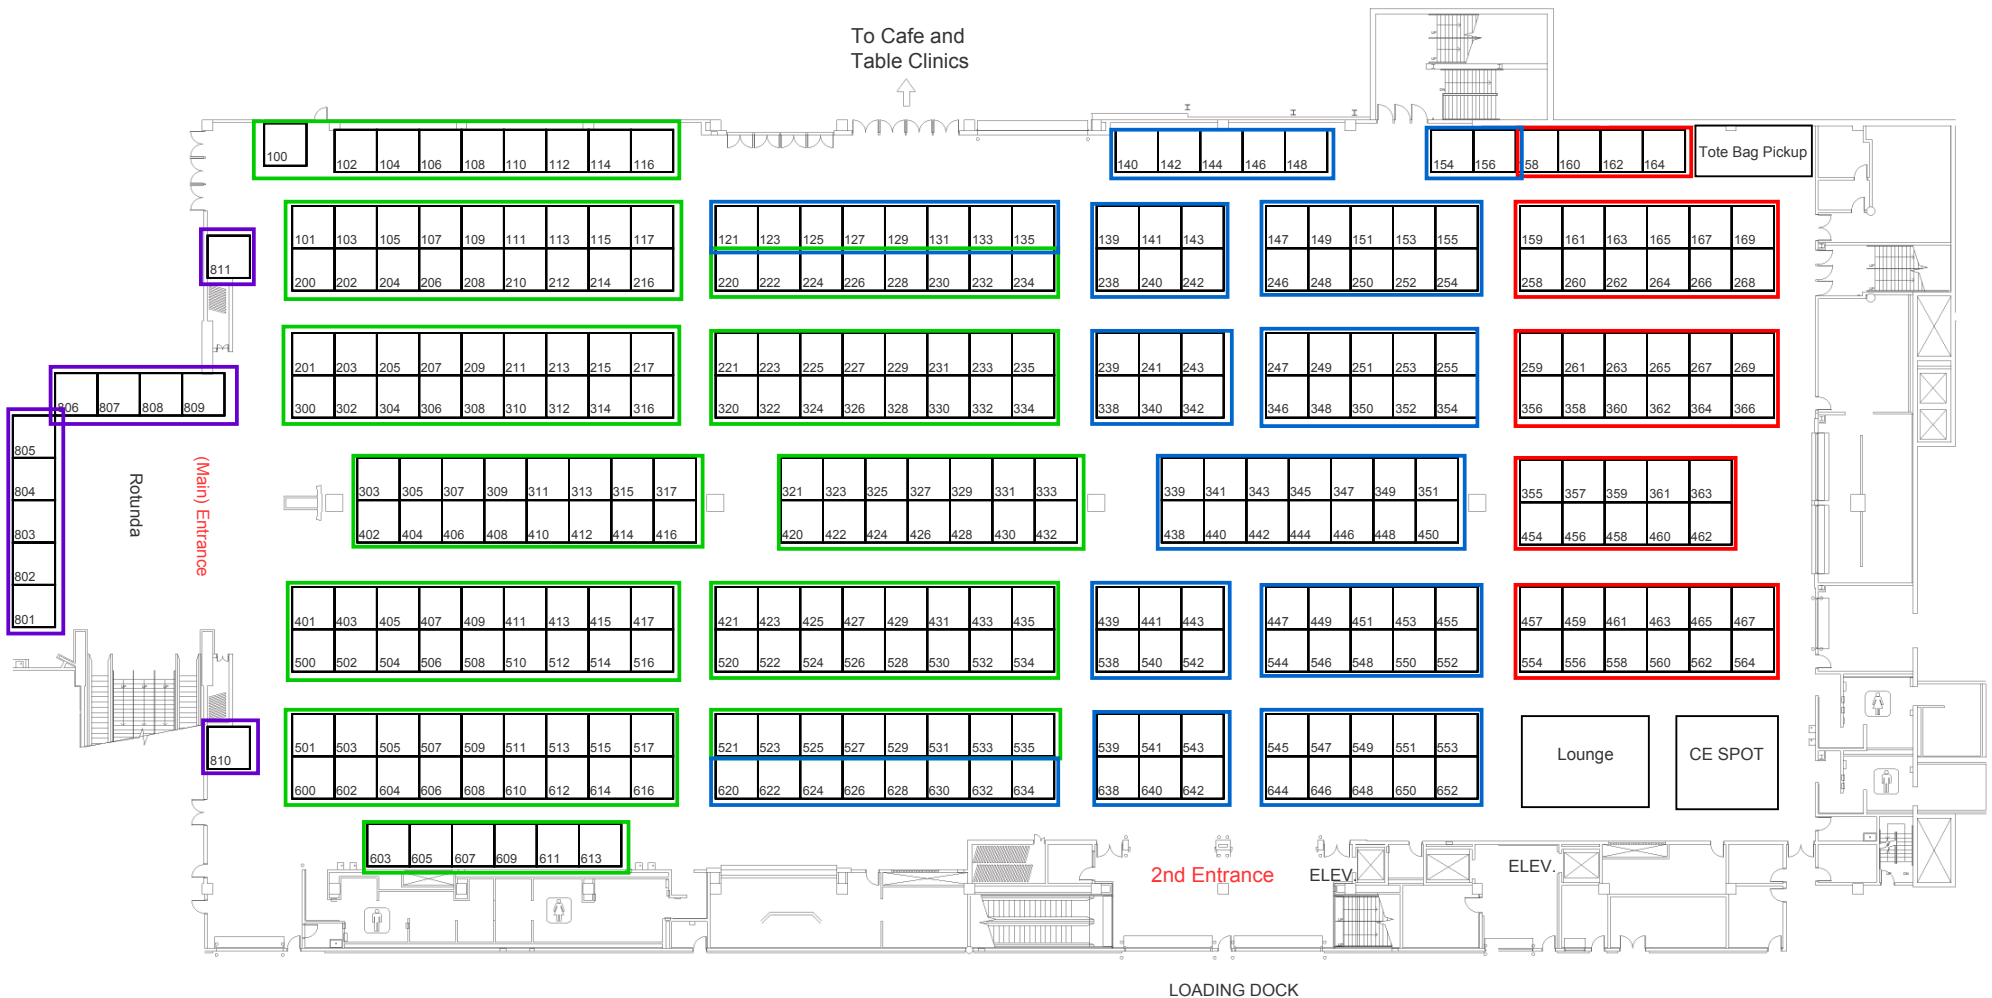 To Cafe and
Table Clinics
100 102 104 106 108 110 112 114 116
140 142 144 146 148
154 156 58 160 162 164
Tote Bag Pickup
101 103 105 107 109 111 113 115 117
200 202 204 206 208 210 212 214 216
121 123 125 127 129 131 133 135
220 222 224 226 228 230 232 234
139 141 143
238 240 242
147 149 151 153 155
246 248 250 252 254
159 161 163 165 167 169
258 260 262 264 266 268
811
201 203 205 207 209 211 213 215 217
300 302 304 306 308 310 312 314 316
221 223 225 227 229 231 233 235
320 322 324 326 328 330 332 334
239 241 243
338 340 342
247 249 251 253 255
346 348 350 352 354
259 261 263 265 267 269
356 358 360 362 364 366
806 807 808 809
805
804
803
802
801
Rotunda
(Main) Entrance
303 305 307 309 311 313 315 317
402 404 406 408 410 412 414 416
321 323 325 327 329 331 333
420 422 424 426 428 430 432
339 341 343 345 347 349 351
438 440 442 444 446 448 450
355 357 359 361 363
454 456 458 460 462
401 403 405 407 409 411 413 415 417
500 502 504 506 508 510 512 514 516
421 423 425 427 429 431 433 435
520 522 524 526 528 530 532 534
439 441 443
538 540 542
447 449 451 453 455
544 546 548 550 552
457 459 461 463 465 467
554 556 558 560 562 564
810
501 503 505 507 509 511 513 515 517
600 602 604 606 608 610 612 614 616
521 523 525 527 529 531 533 535
620 622 624 626 628 630 632 634
539 541 543
638 640 642
545 547 549 551 553
644 646 648 650 652
Lounge
CE SPOT
603 605 607 609 611 613
2nd Entrance
ELEV.
ELEV.
LOADING DOCK